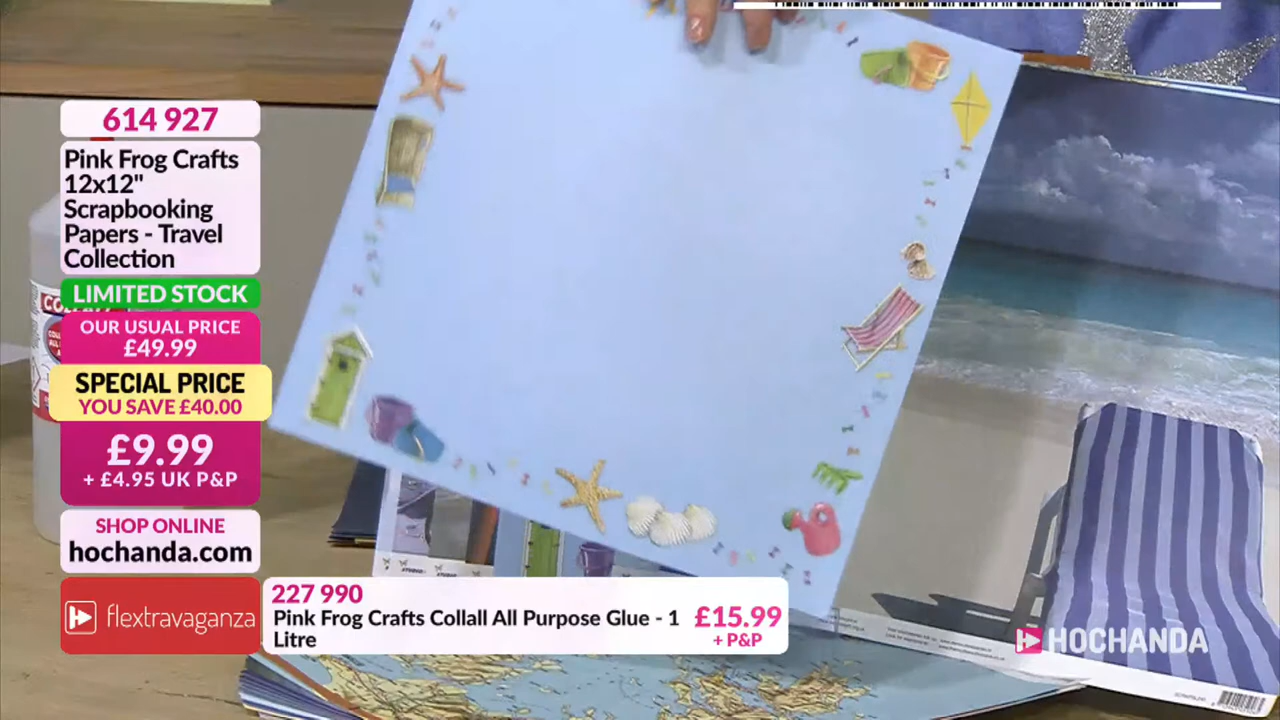 614 927
Pink Frog Crafts
12x12"
Scrapbooking
Papers - Travel
Collection
LIMITED STOCK
OUR USUAL PRICE
£49.99
SPECIAL PRICE
YOU SAVE £40.00
£9.99
+ £4.95 UK P&P
SHOP ONLINE
hochanda.com
flextravaganza
227 990
Pink Frog Crafts Collall All Purpose Glue - 1
Litre
£15.99
+ P&P
HOCHANDA